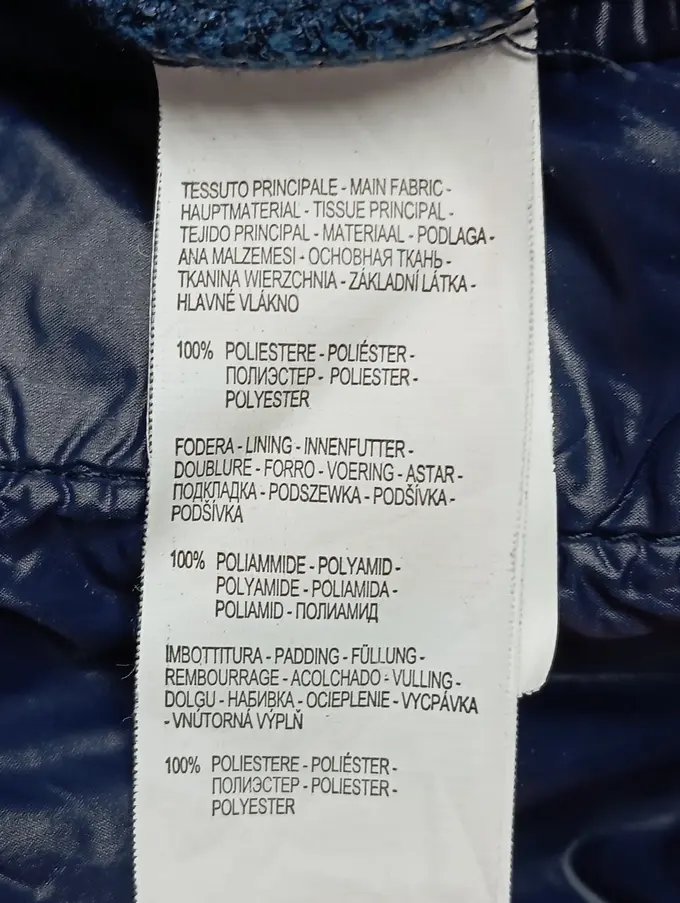 TESSUTO PRINCIPALE - MAIN FABRIC -
HAUPTMATERIAL - TISSUE PRINCIPAL -
TEJIDO PRINCIPAL - MATERIAAL - PODLAGA -
ANA MALZEMESI - ОСНОВНАЯ ТКАНЬ -
TKANINA WIERZCHNIA - ZÁKLADNÍ LÁTKA -
HLAVNÉ VLÁKNO
100% POLIESTERE - POLIÉSTER -
ПОЛИЭСТЕР - POLIESTER -
POLYESTER
FODERA - LINING - INNENFUTTER -
DOUBLURE - FORRO - VOERING - ASTAR -
ПОДКЛАДКА - PODSZEWKA - PODŠÍVKA -
PODŠÍVKA
100% POLIAMMIDE - POLYAMID -
POLYAMIDE - POLIAMIDA -
POLIAMID - ПОЛИАМИД
IMBOTTITURA - PADDING - FÜLLUNG -
REMBOURRAGE - ACOLCHADO - VULLING -
DOLGU - НАБИВКА - OCIEPLENIE - VYCPÁVKA
- VNÚTORNÁ VÝPLŇ
100% POLIESTERE - POLIÉSTER -
ПОЛИЭСТЕР - POLIESTER -
POLYESTER